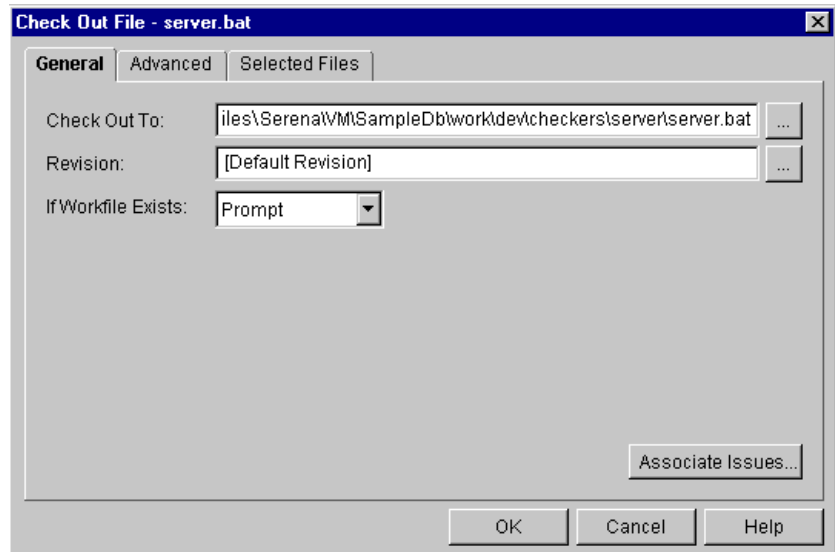 Check Out File - server.bat
General Advanced Selected Files
Check Out To: iles\Serena\VM\SampleDb\work\dev\checkers\server\server.bat ...
Revision: [Default Revision] ...
If Workfile Exists: Prompt
Associate Issues...
OK Cancel Help